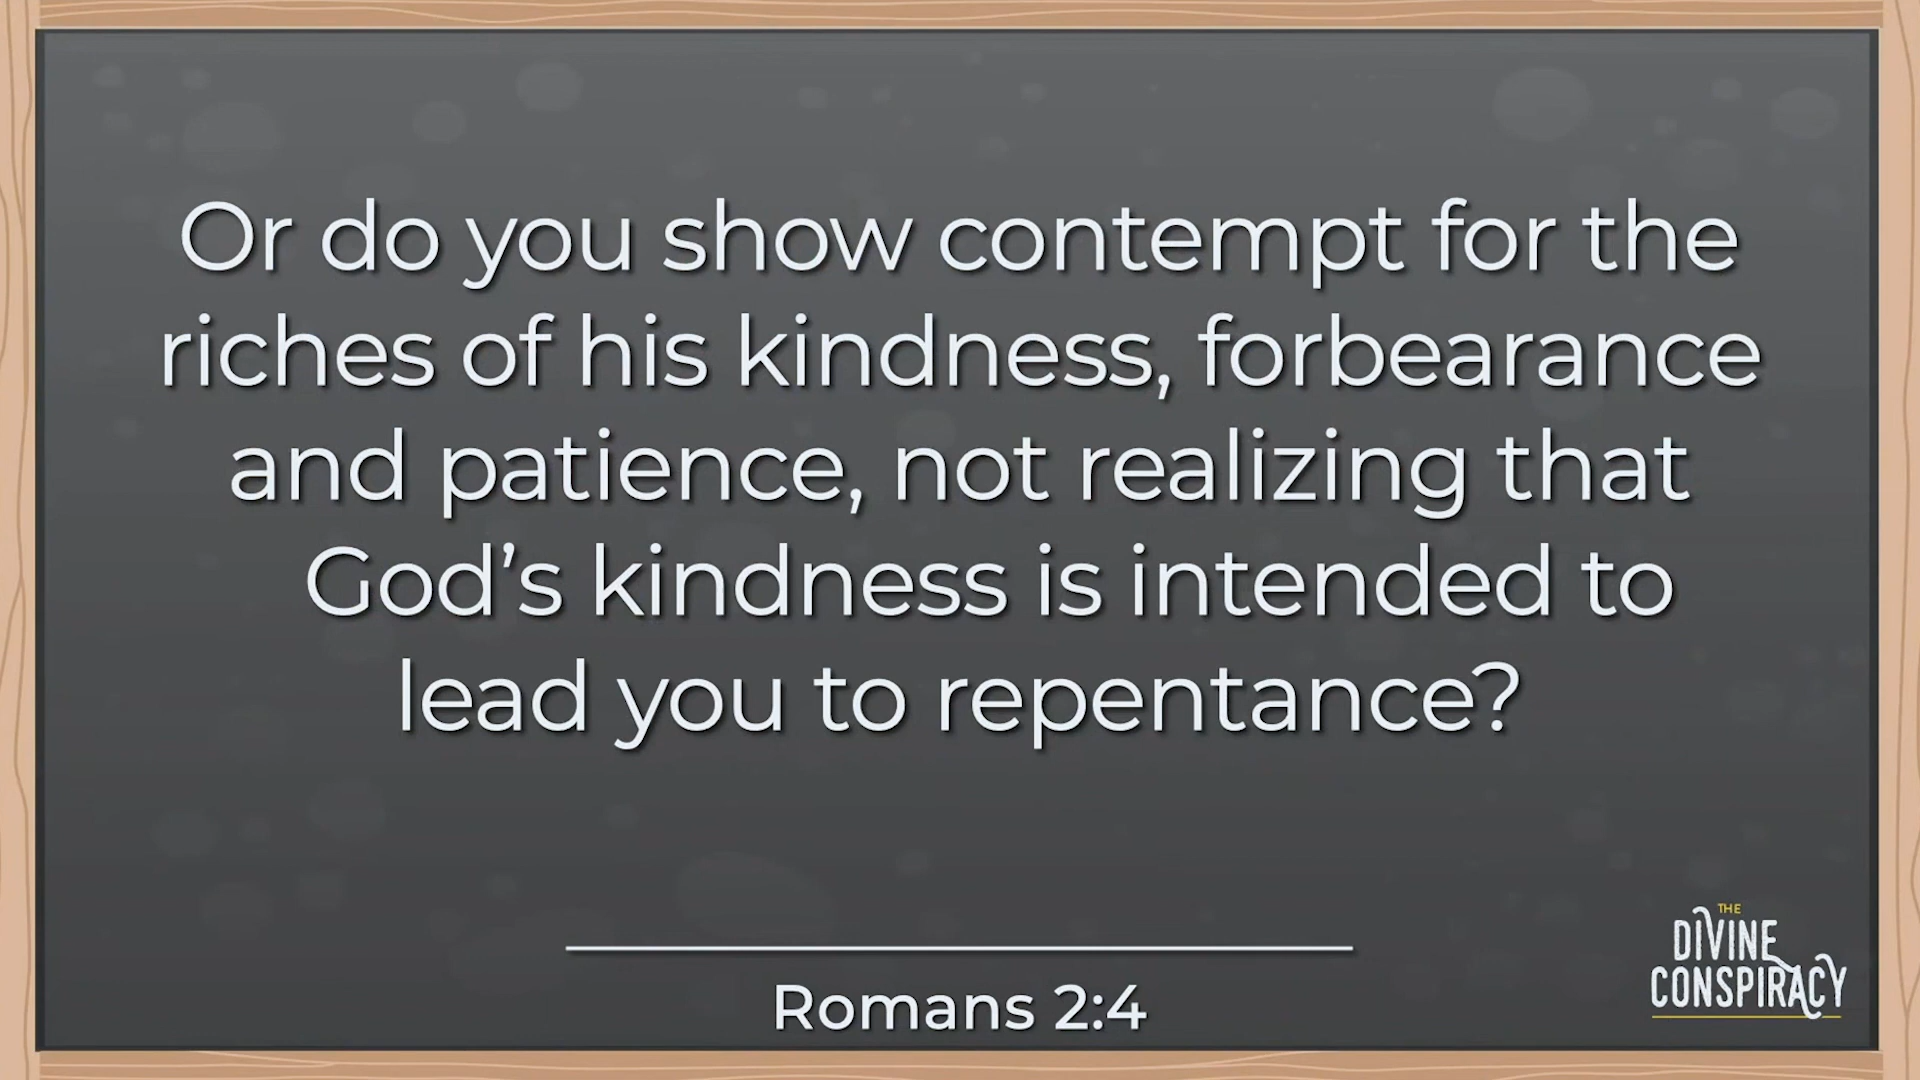 Or do you show contempt for the
riches of his kindness, forbearance
and patience, not realizing that
God’s kindness is intended to
lead you to repentance?
Romans 2:4
THE
DIVINE
CONSPIRACY